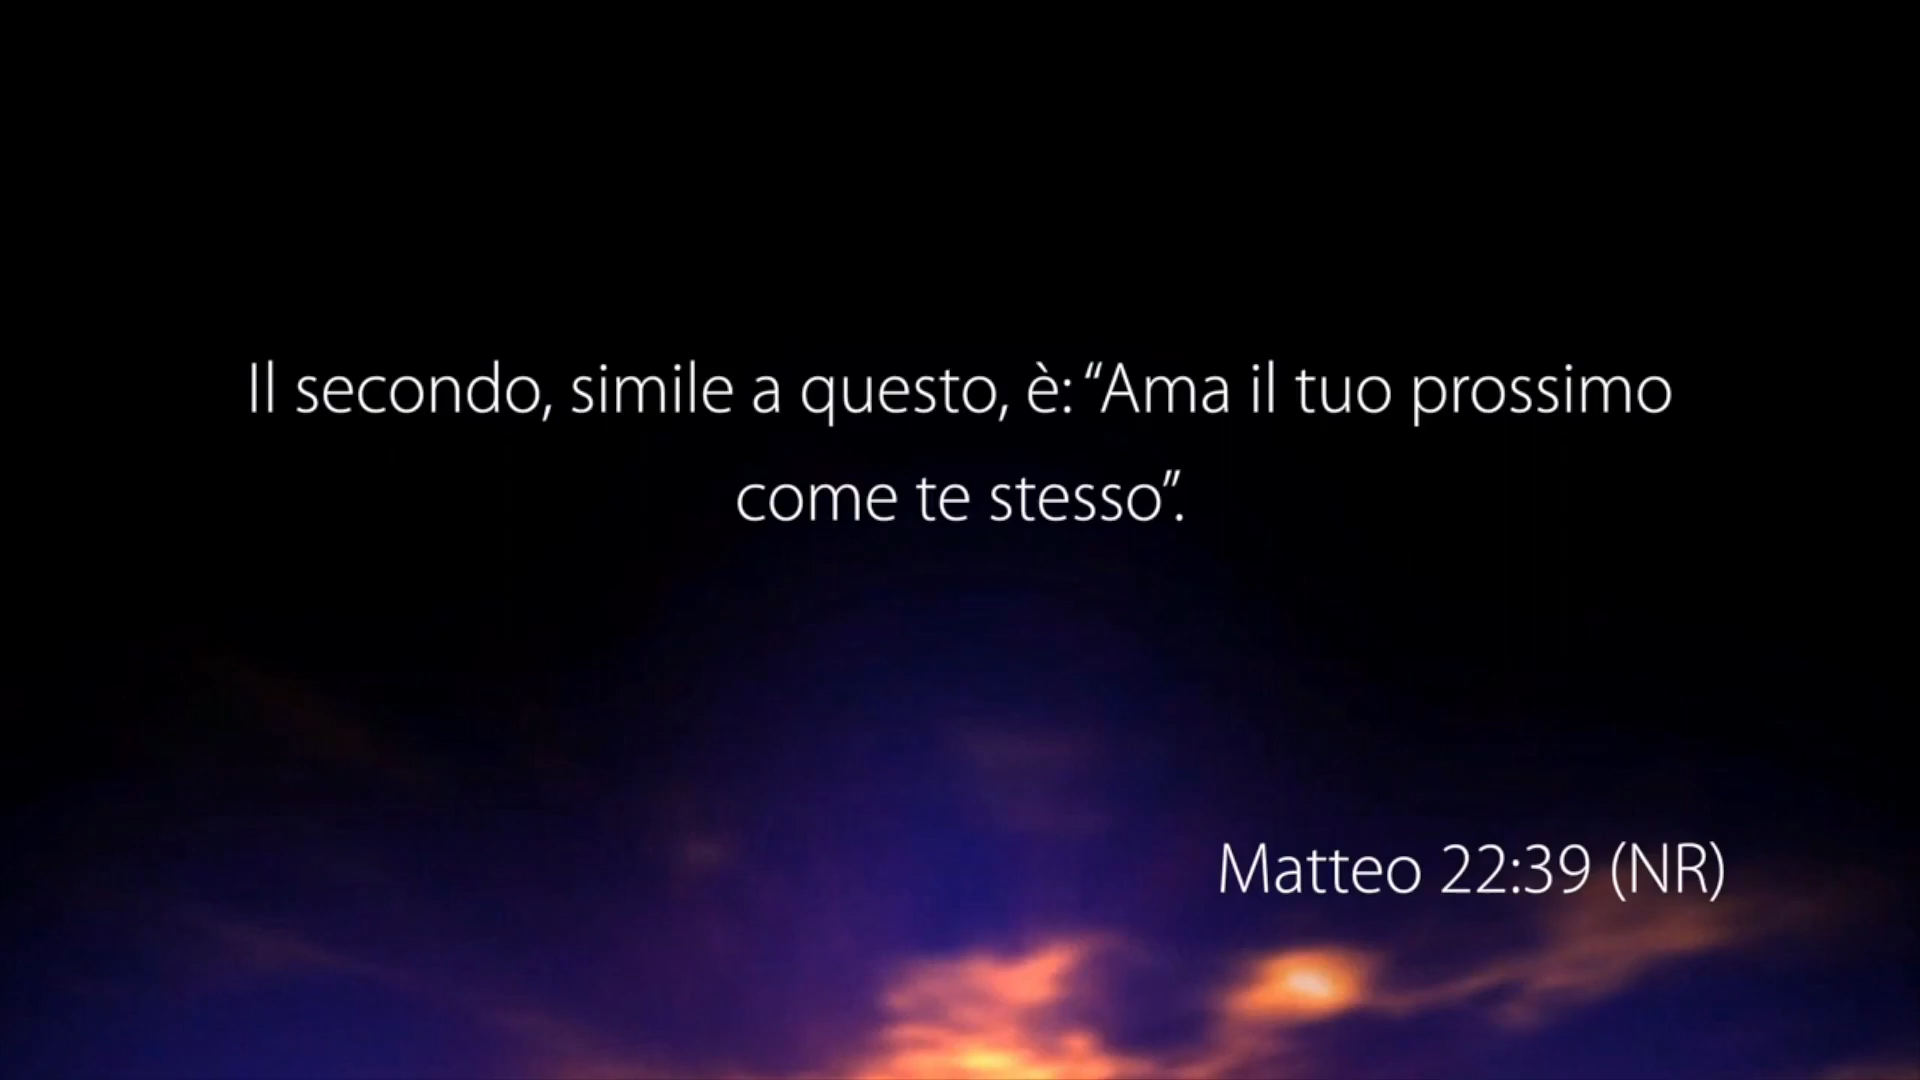 Il secondo, simile a questo, è: “Ama il tuo prossimo
come te stesso”.
Matteo 22:39 (NR)